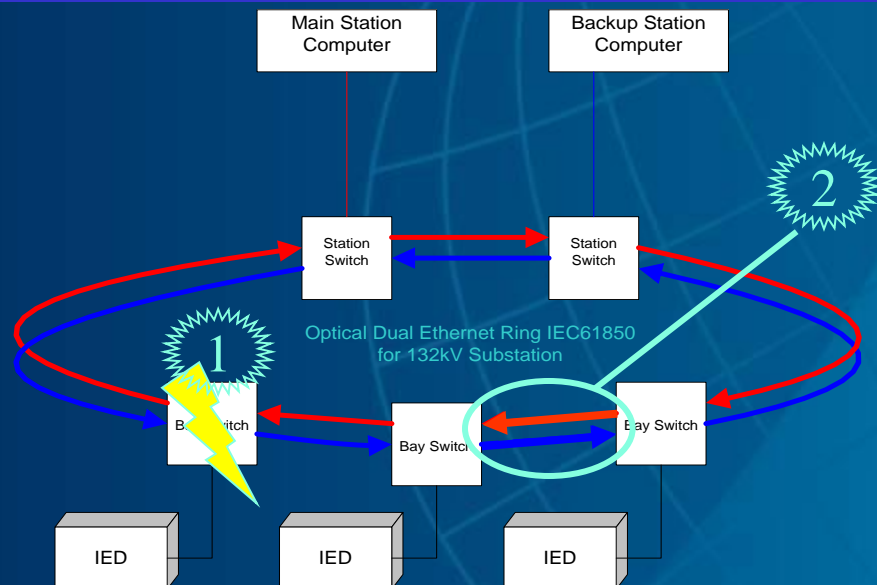 Main Station
Computer
Backup Station
Computer
2
Station
Switch
Station
Switch
Optical Dual Ethernet Ring IEC61850
for 132kV Substation
1
Bay Switch
Bay Switch
IED
IED
IED